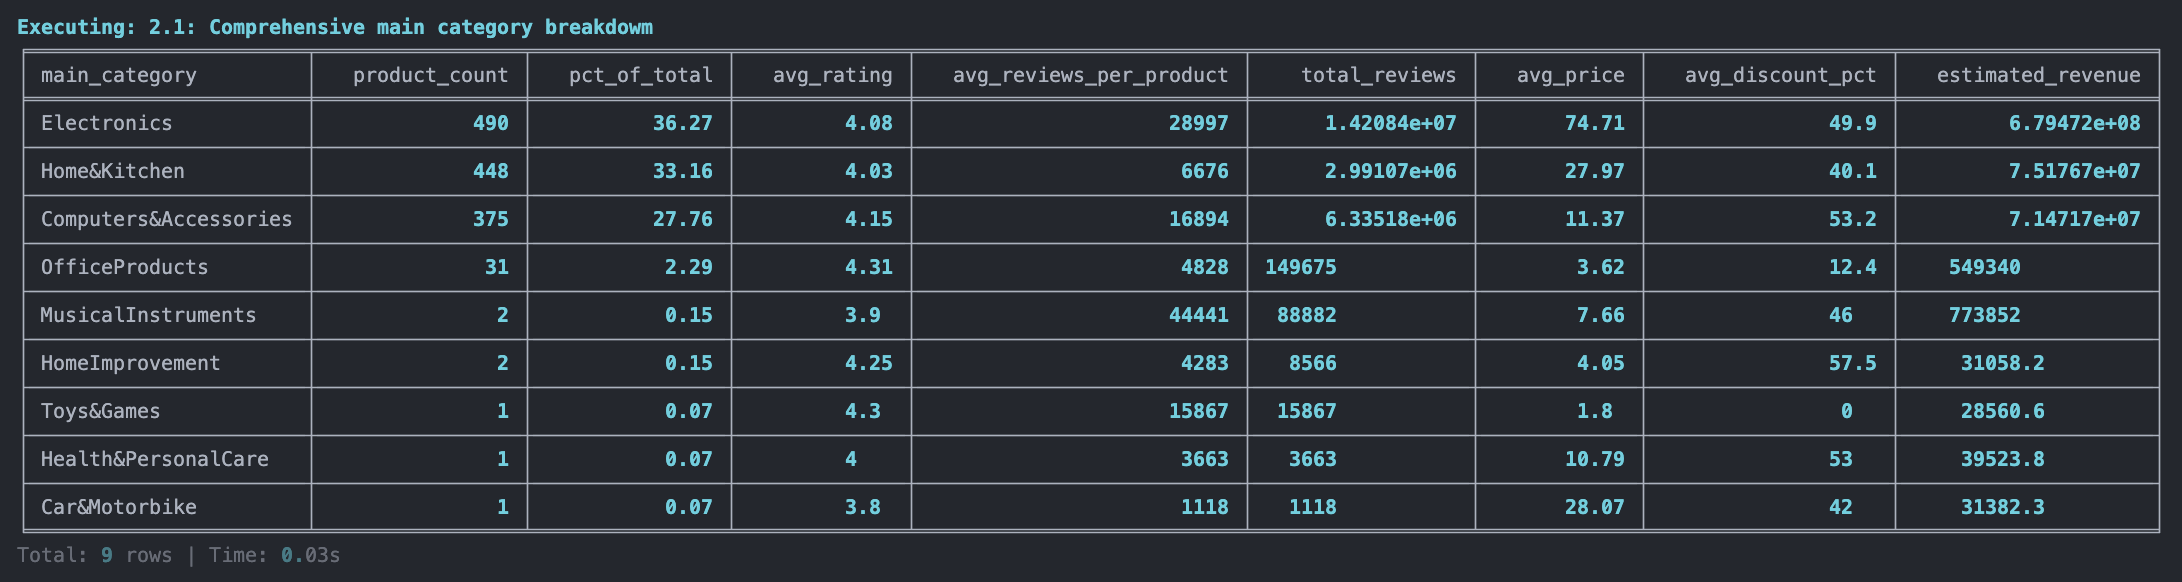 Executing: 2.1: Comprehensive main category breakdowm
main_category product_count pct_of_total avg_rating avg_reviews_per_product total_reviews avg_price avg_discount_pct estimated_revenue
Electronics 490 36.27 4.08 28997 1.42084e+07 74.71 49.9 6.79472e+08
Home&Kitchen 448 33.16 4.03 6676 2.99107e+06 27.97 40.1 7.51767e+07
Computers&Accessories 375 27.76 4.15 16894 6.33518e+06 11.37 53.2 7.14717e+07
OfficeProducts 31 2.29 4.31 4828 149675 3.62 12.4 549340
MusicalInstruments 2 0.15 3.9 44441 88882 7.66 46 773852
HomeImprovement 2 0.15 4.25 4283 8566 4.05 57.5 31058.2
Toys&Games 1 0.07 4.3 15867 15867 1.8 0 28560.6
Health&PersonalCare 1 0.07 4 3663 3663 10.79 53 39523.8
Car&Motorbike 1 0.07 3.8 1118 1118 28.07 42 31382.3
Total: 9 rows | Time: 0.03s